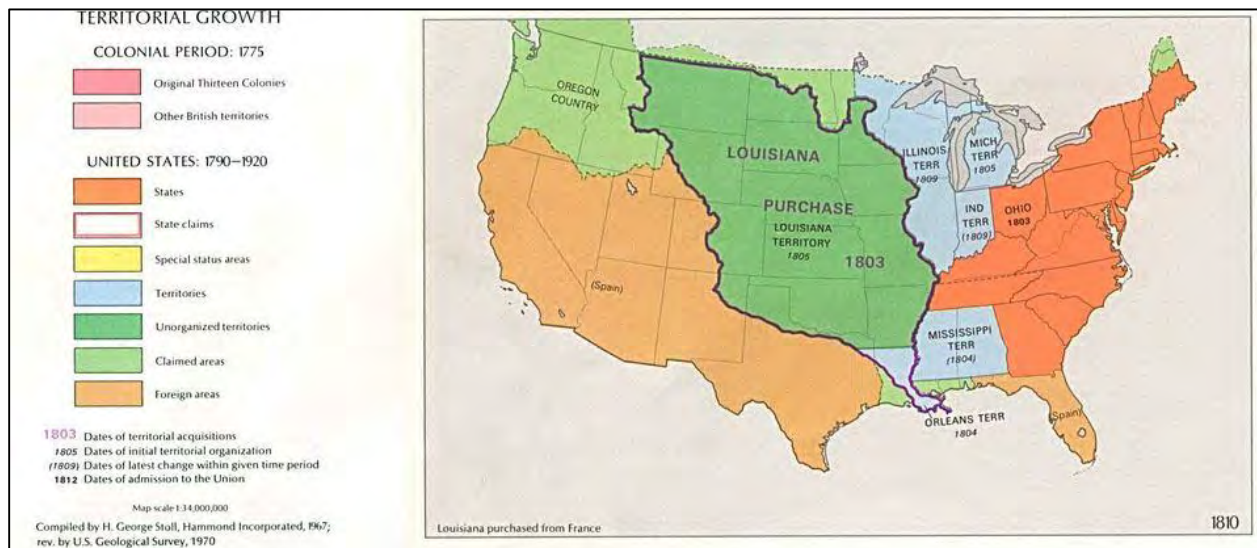 TERRITORIAL GROWTH
COLONIAL PERIOD: 1775
Original Thirteen Colonies
Other British territories
UNITED STATES: 1790–1920
States
State claims
Special status areas
Territories
Unorganized territories
Claimed areas
Foreign areas
1803 Dates of territorial acquisitions
1805 Dates of initial territorial organization
(1809) Dates of latest change within given time period
1812 Dates of admission to the Union
Map scale 1:34,000,000
Compiled by H. George Stoll, Hammond Incorporated, 1967;
rev. by U.S. Geological Survey, 1970
OREGON
COUNTRY
LOUISIANA
PURCHASE
LOUISIANA
TERRITORY
1805
1803
ILLINOIS
TERR
1809
MICH
TERR
1805
IND
TERR
(1809)
OHIO
1803
(Spain)
MISSISSIPPI
TERR
(1804)
ORLEANS TERR
1804
(Spain)
Louisiana purchased from France
1810